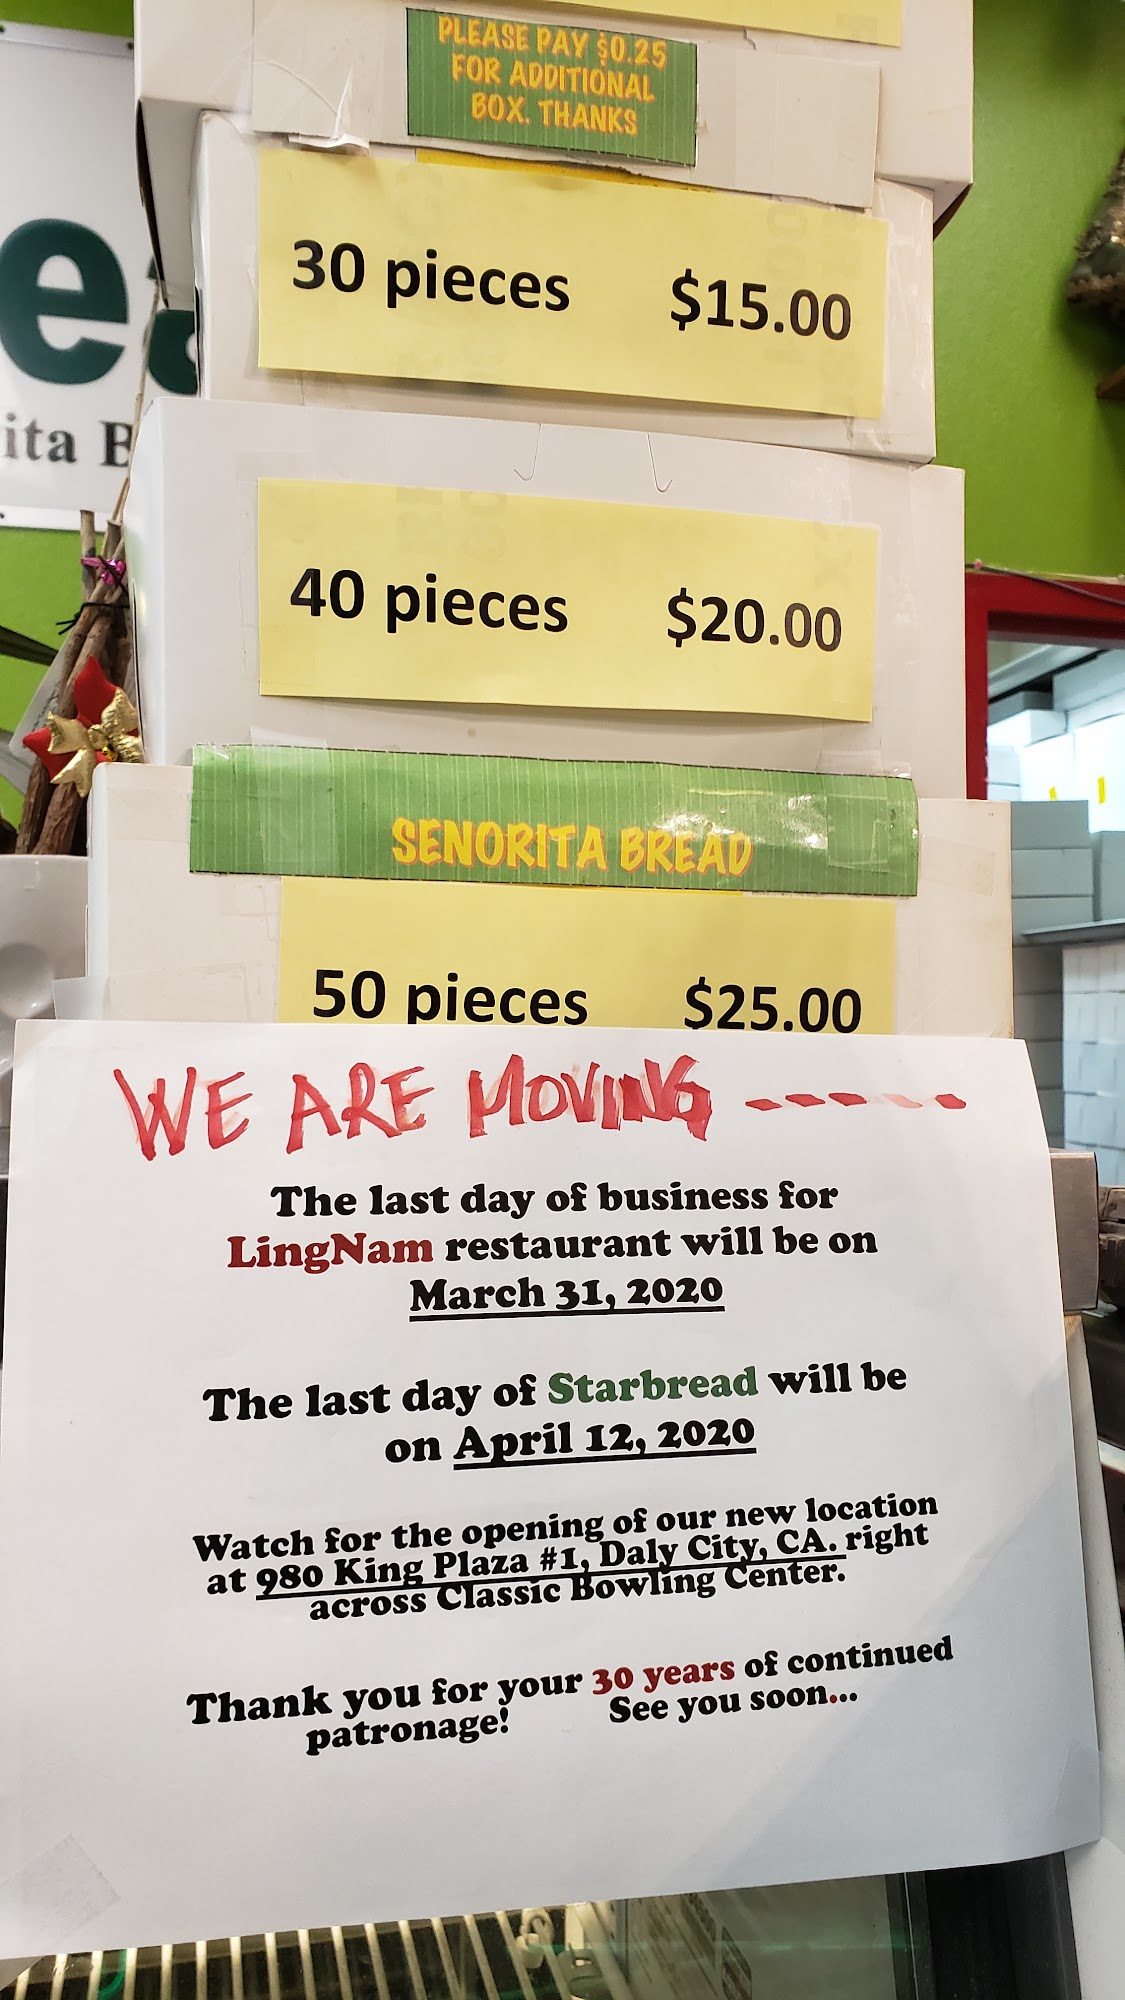 PLEASE PAY $0.25
FOR ADDITIONAL
BOX. THANKS
30 pieces $15.00
40 pieces $20.00
SENORITA BREAD
50 pieces $25.00
WE ARE MOVING -----
The last day of business for
LingNam restaurant will be on
March 31, 2020
The last day of Starbread will be
on April 12, 2020
Watch for the opening of our new location
at 980 King Plaza #1, Daly City, CA. right
across Classic Bowling Center.
Thank you for your 30 years of continued
patronage! See you soon...